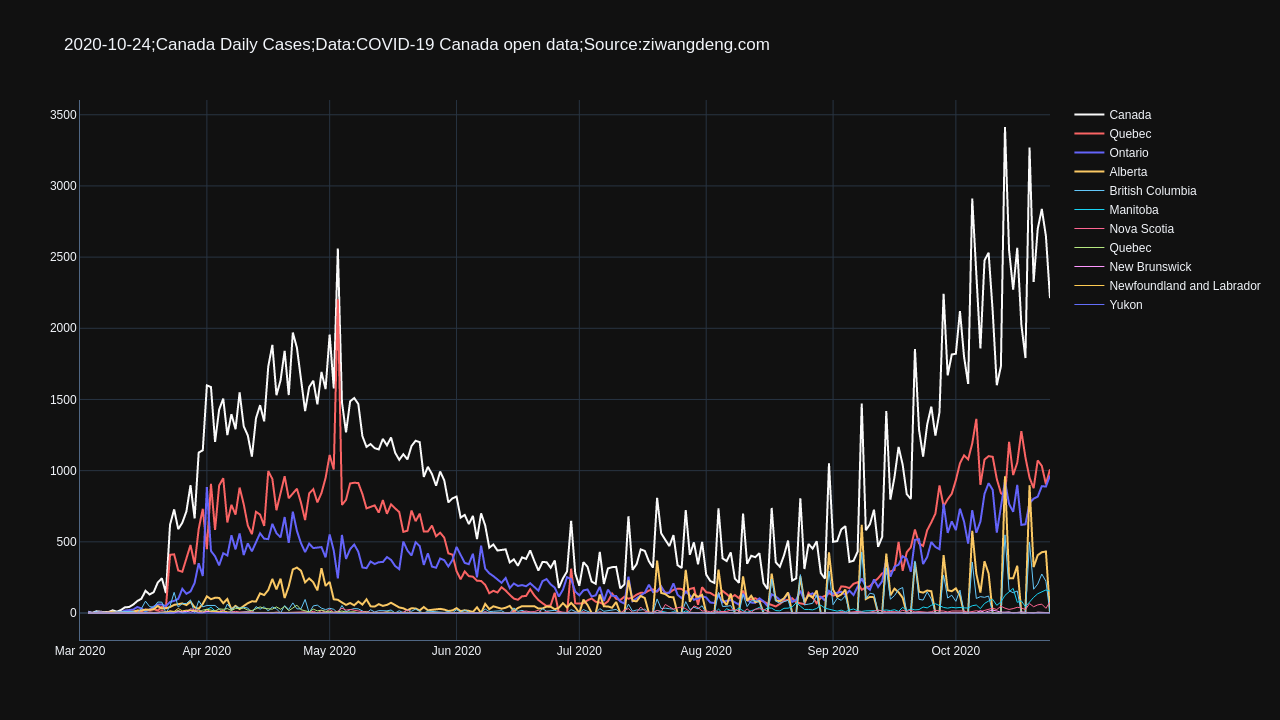 2020-10-24;Canada Daily Cases;Data:COVID-19 Canada open data;Source:ziwangdeng.com
3500
3000
2500
2000
1500
1000
500
0
Mar 2020
Apr 2020
May 2020
Jun 2020
Jul 2020
Aug 2020
Sep 2020
Oct 2020
Canada
Quebec
Ontario
Alberta
British Columbia
Manitoba
Nova Scotia
Quebec
New Brunswick
Newfoundland and Labrador
Yukon